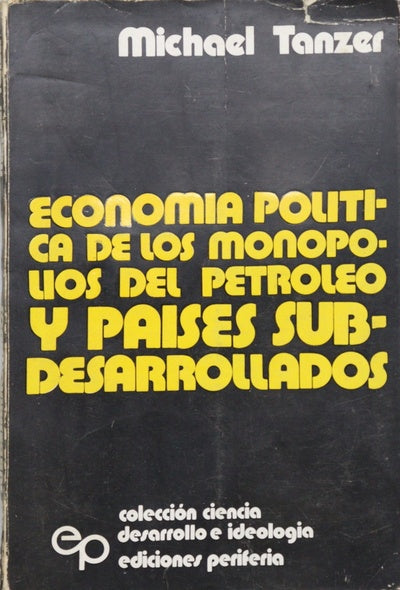 Michael Tanzer
ECONOMIA POLITI-
CA DE LOS MONOPO-
LIOS DEL PETROLEO
Y PAISES SUB-
DESARROLLADOS
ep
colección ciencia
desarrollo e ideologia
ediciones periferia